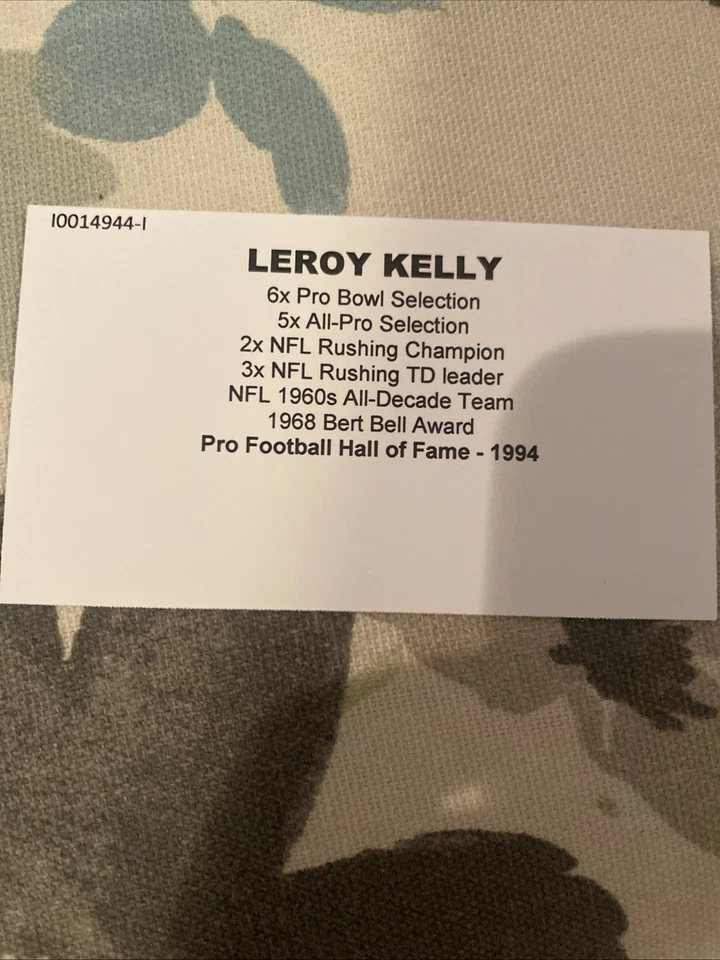 I0014944-I
LEROY KELLY
6x Pro Bowl Selection
5x All-Pro Selection
2x NFL Rushing Champion
3x NFL Rushing TD leader
NFL 1960s All-Decade Team
1968 Bert Bell Award
Pro Football Hall of Fame - 1994